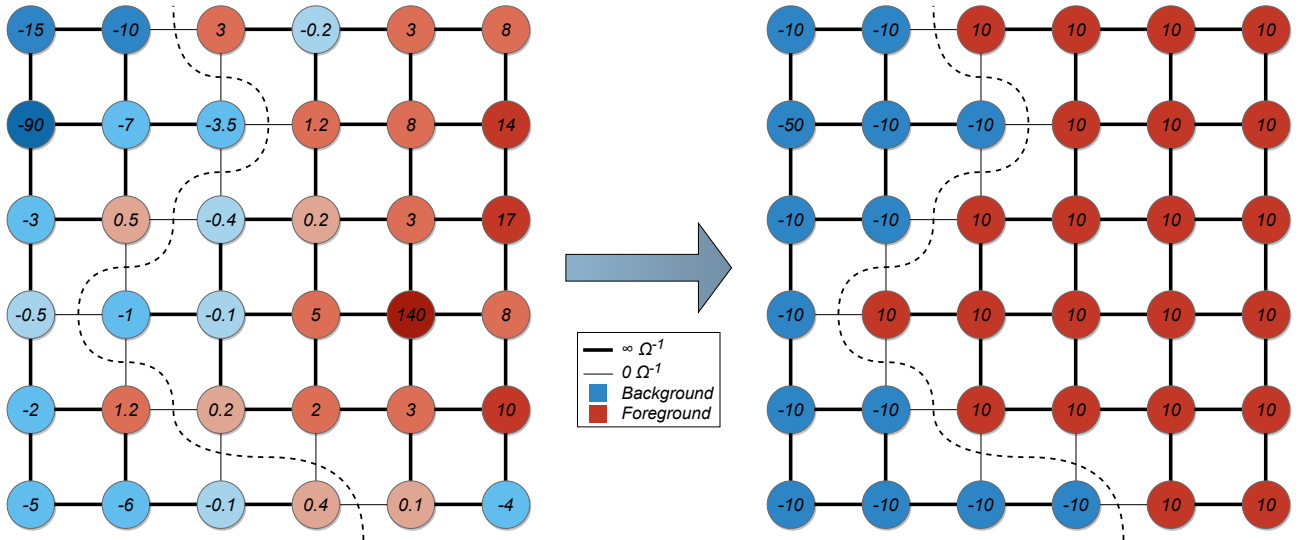 -15 -10 3 -0.2 3 8
-90 -7 -3.5 1.2 8 14
-3 0.5 -0.4 0.2 3 17
-0.5 -1 -0.1 5 140 8
-2 1.2 0.2 2 3 10
-5 -6 -0.1 0.4 0.1 -4
∞ Ω⁻¹
0 Ω⁻¹
Background
Foreground
-10 -10 10 10 10 10
-50 -10 -10 10 10 10
-10 -10 10 10 10 10
-10 10 10 10 10 10
-10 -10 10 10 10 10
-10 -10 -10 -10 10 10